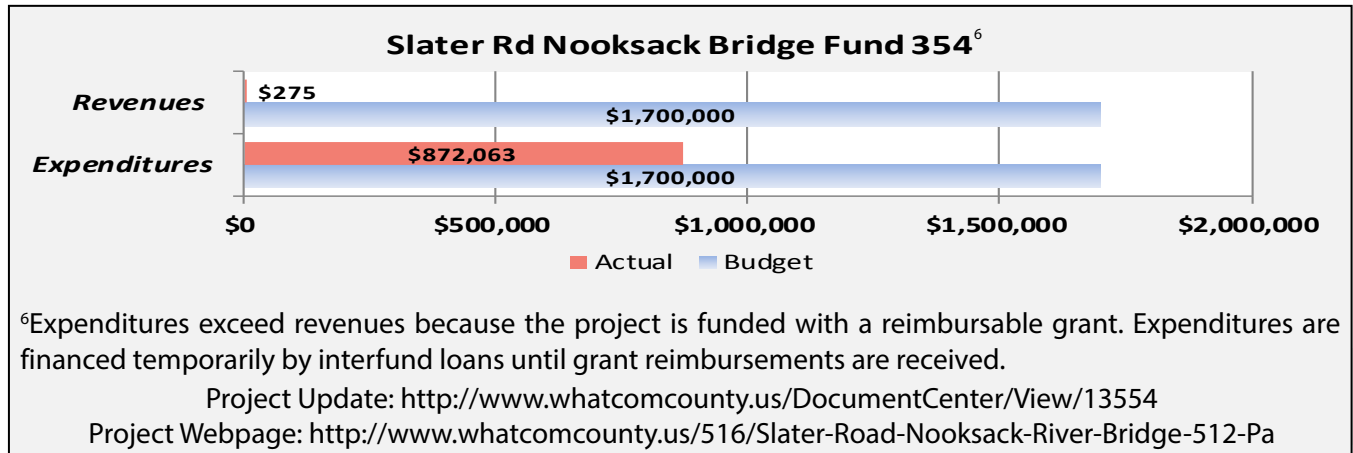 Slater Rd Nooksack Bridge Fund 354⁶
Revenues
$275
$1,700,000
Expenditures
$872,063
$1,700,000
$0 $500,000 $1,000,000 $1,500,000 $2,000,000
Actual Budget
⁶Expenditures exceed revenues because the project is funded with a reimbursable grant. Expenditures are
financed temporarily by interfund loans until grant reimbursements are received.
Project Update: http://www.whatcomcounty.us/DocumentCenter/View/13554
Project Webpage: http://www.whatcomcounty.us/516/Slater-Road-Nooksack-River-Bridge-512-Pa